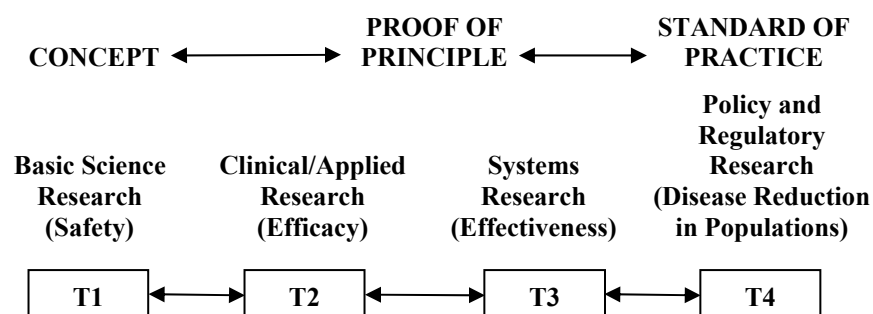 CONCEPT
PROOF OF
PRINCIPLE
STANDARD OF
PRACTICE
Basic Science
Research
(Safety)
Clinical/Applied
Research
(Efficacy)
Systems
Research
(Effectiveness)
Policy and
Regulatory
Research
(Disease Reduction
in Populations)
T1
T2
T3
T4